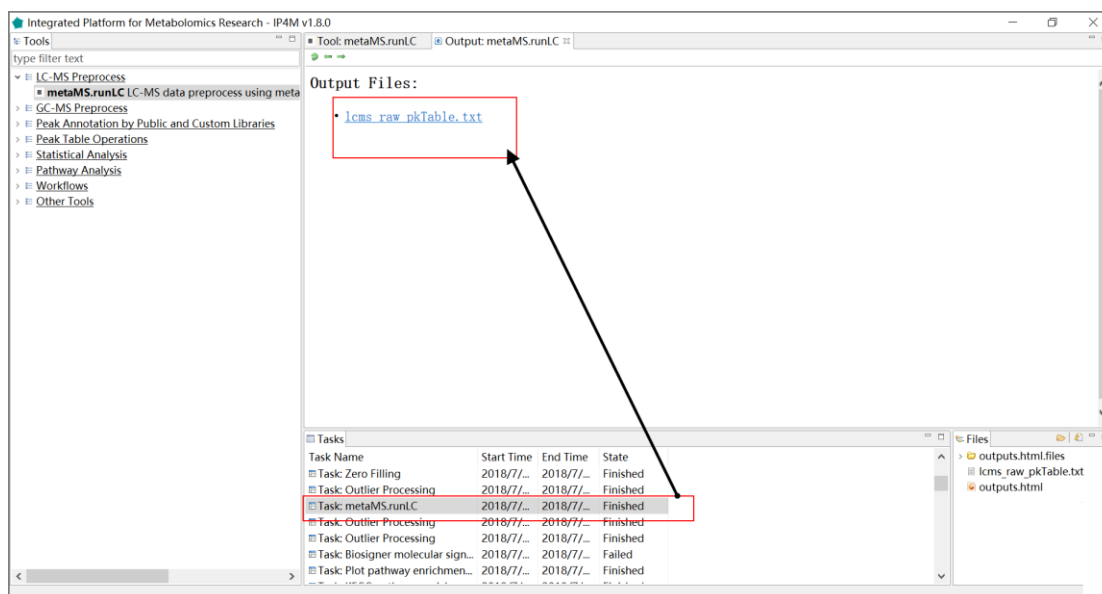 Integrated Platform for Metabolomics Research - IP4M v1.8.0
Tools
type filter text
LC-MS Preprocess
metaMS.runLC LC-MS data preprocess using meta
GC-MS Preprocess
Peak Annotation by Public and Custom Libraries
Peak Table Operations
Statistical Analysis
Pathway Analysis
Workflows
Other Tools
Tool: metaMS.runLC
Output: metaMS.runLC
Output Files:
lcms_raw_pkTable.txt
Tasks
Task Name Start Time End Time State
Task: Zero Filling 2018/7/... 2018/7/... Finished
Task: Outlier Processing 2018/7/... 2018/7/... Finished
Task: metaMS.runLC 2018/7/... 2018/7/... Finished
Task: Outlier Processing 2018/7/... 2018/7/... Finished
Task: Outlier Processing 2018/7/... 2018/7/... Finished
Task: Biosigner molecular sign... 2018/7/... 2018/7/... Failed
Task: Plot pathway enrichmen... 2018/7/... 2018/7/... Finished
Files
outputs.html.files
lcms_raw_pkTable.txt
outputs.html